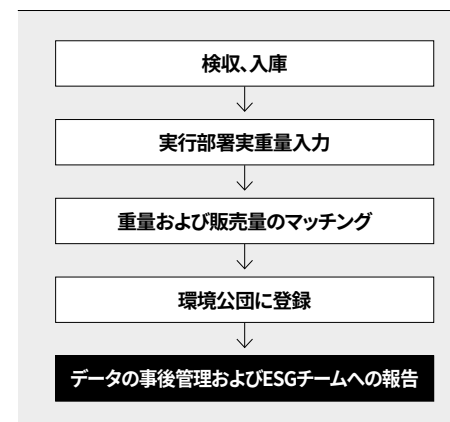 検収、入庫
実行部署実重量入力
重量および販売量のマッチング
環境公団に登録
データの事後管理およびESGチームへの報告